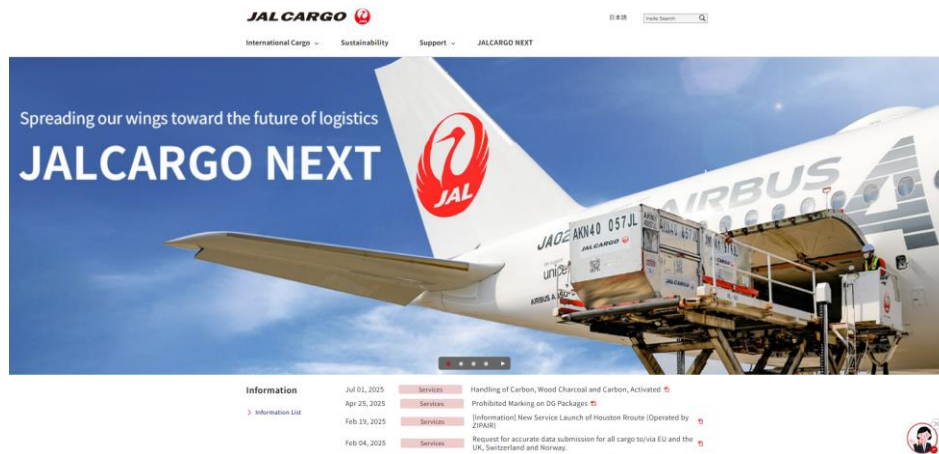 JAL CARGO
日本語
Insite Search
International Cargo
Sustainability
Support
JALCARGO NEXT
Spreading our wings toward the future of logistics
JALCARGO NEXT
JAL
AIRBUS
JA02
AKN40 057JL
JAL CARGO
JAL CARGO
Information
Information List
Jul 01, 2025 Services Handling of Carbon, Wood Charcoal and Carbon, Activated
Apr 25, 2025 Services Prohibited Marking on DG Packages
Feb 19, 2025 Services [Information] New Service Launch of Houston Rroute (Operated by
ZIPAIR)
Feb 04, 2025 Services Request for accurate data submission for all cargo to/via EU and the
UK, Switzerland and Norway.